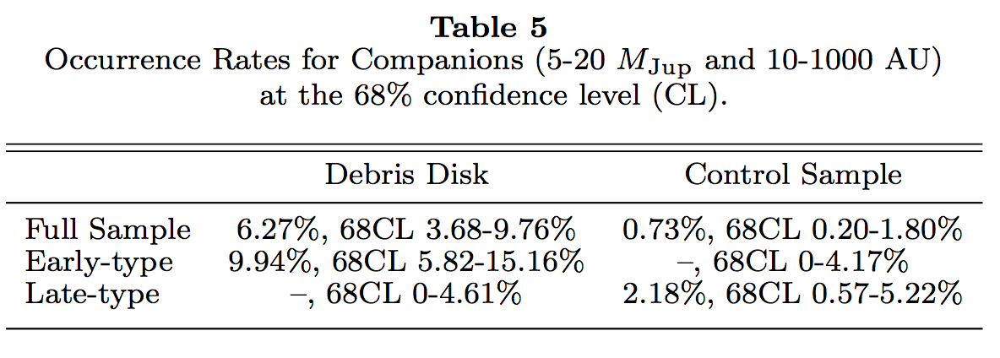 Table 5
Occurrence Rates for Companions (5-20 M_Jup and 10-1000 AU)
at the 68% confidence level (CL).
Debris Disk Control Sample
Full Sample 6.27%, 68CL 3.68-9.76% 0.73%, 68CL 0.20-1.80%
Early-type 9.94%, 68CL 5.82-15.16% –, 68CL 0-4.17%
Late-type –, 68CL 0-4.61% 2.18%, 68CL 0.57-5.22%